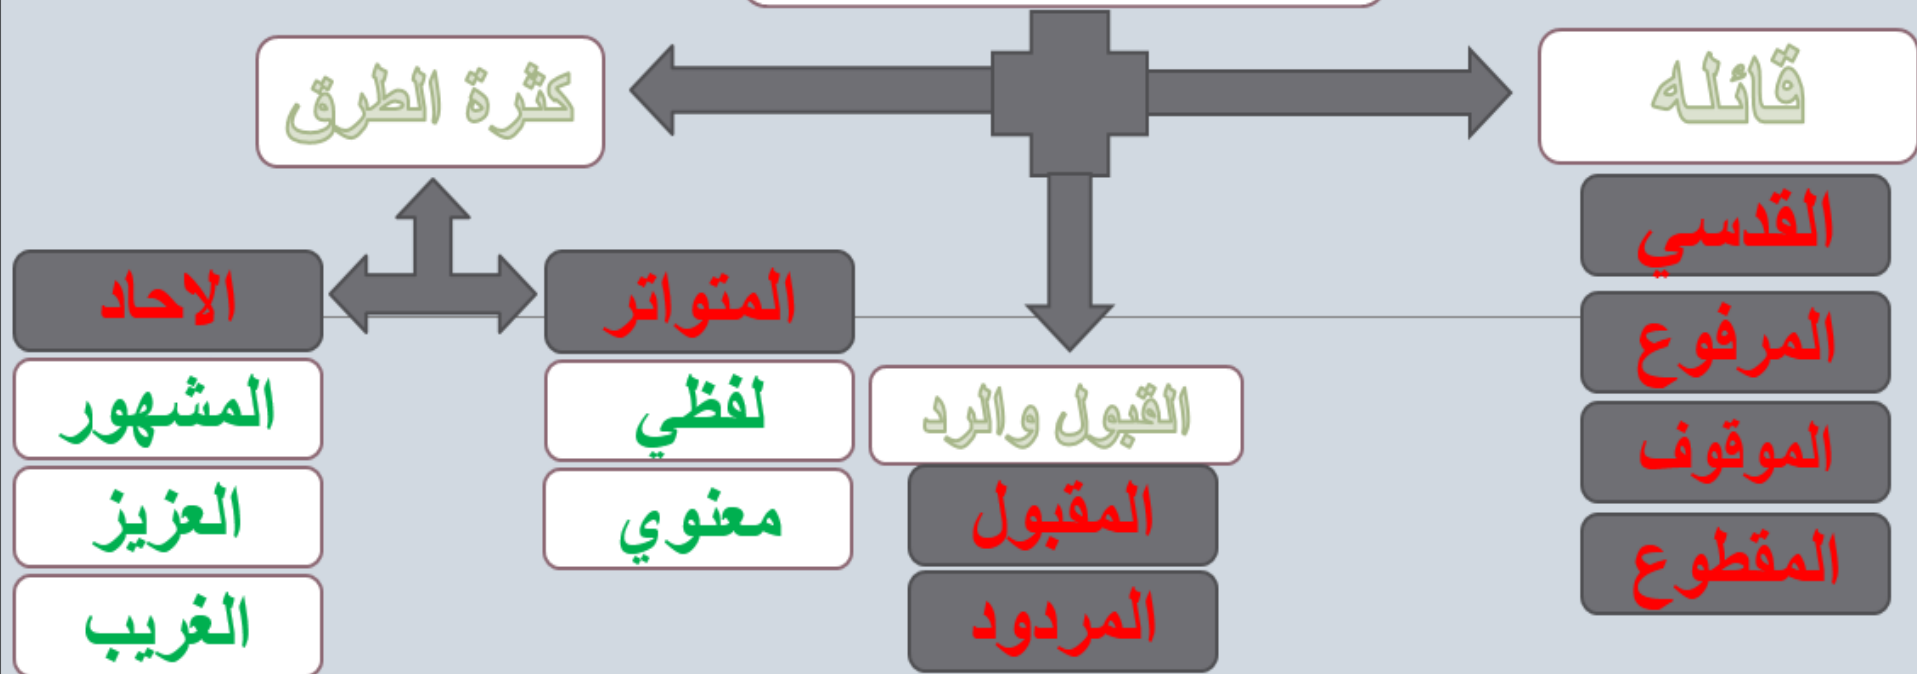 قائله
القدسي
المرفوع
الموقوف
المقطوع
القبول والرد
المقبول
المردود
كثرة الطرق
المتواتر
لفظي
معنوي
الاحاد
المشهور
العزيز
الغريب